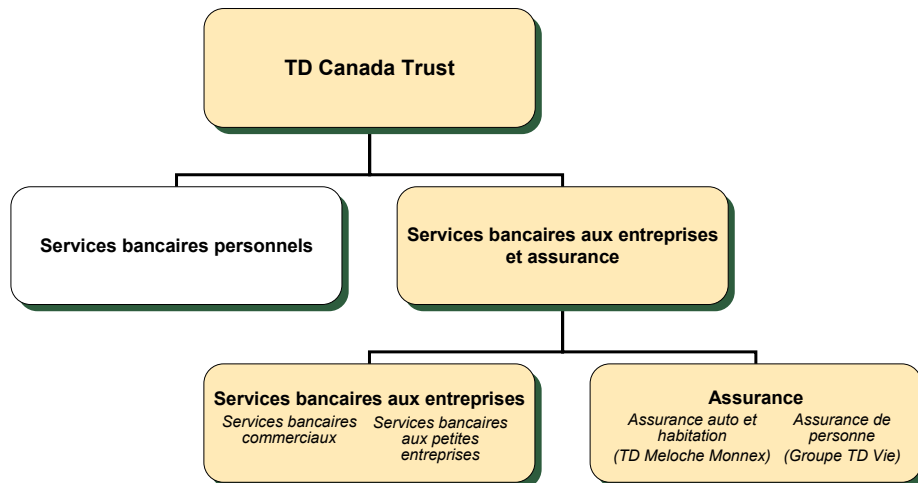 TD Canada Trust
Services bancaires personnels
Services bancaires aux entreprises
et assurance
Services bancaires aux entreprises
Services bancaires
commerciaux
Services bancaires
aux petites
entreprises
Assurance
Assurance auto et
habitation
(TD Meloche Monnex)
Assurance de
personne
(Groupe TD Vie)